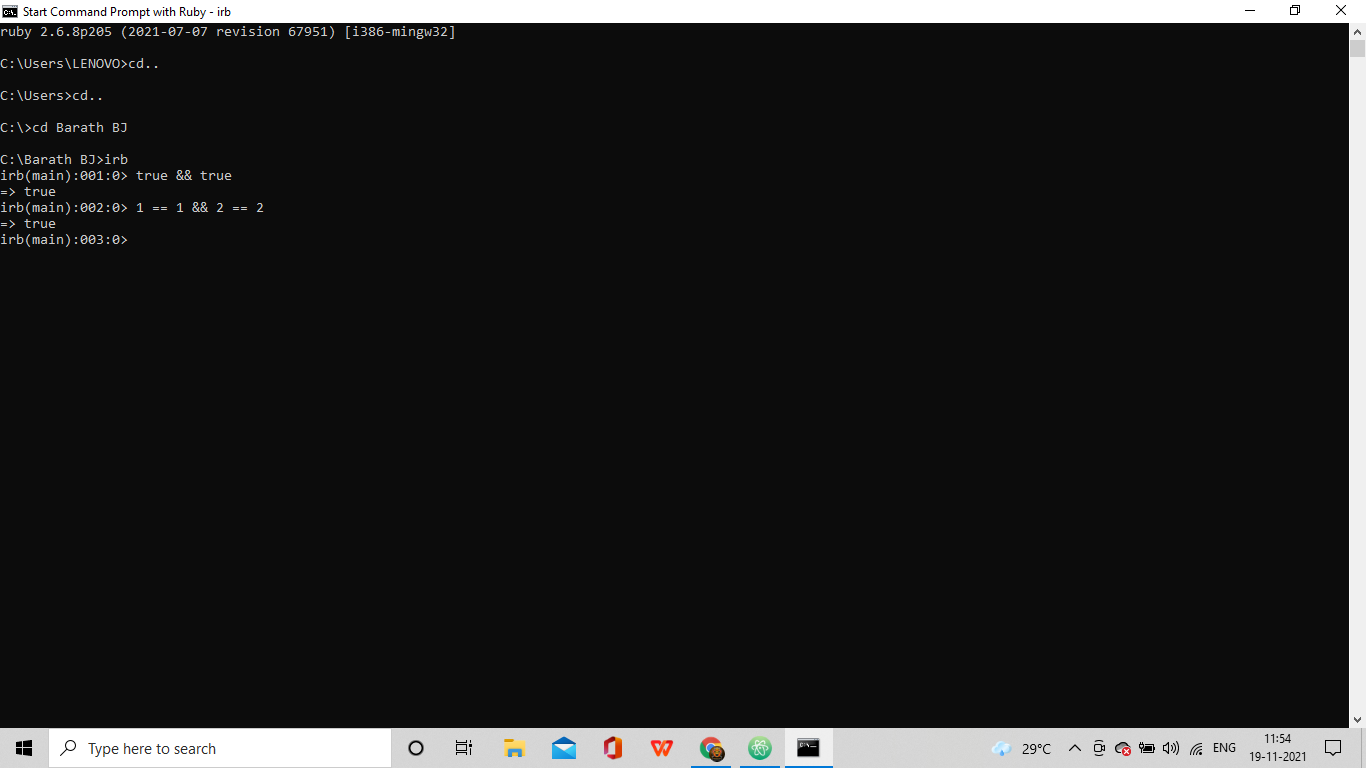 Start Command Prompt with Ruby - irb
ruby 2.6.8p205 (2021-07-07 revision 67951) [i386-mingw32]
C:\Users\LENOVO>cd..
C:\Users>cd..
C:\>cd Barath BJ
C:\Barath BJ>irb
irb(main):001:0> true && true
=> true
irb(main):002:0> 1 == 1 && 2 == 2
=> true
irb(main):003:0>
Type here to search
29°C
ENG
11:54
19-11-2021